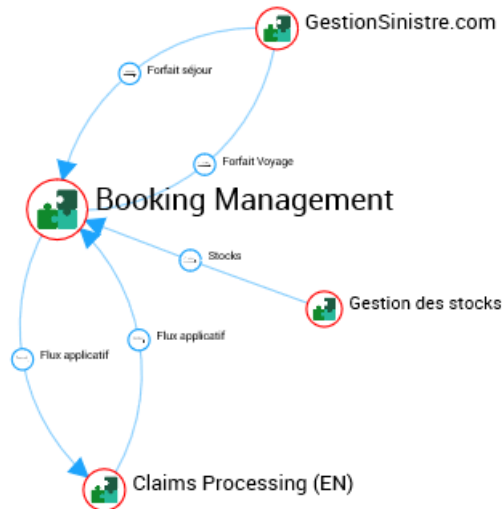 GestionSinistre.com
Forfait séjour
Forfait Voyage
Booking Management
Stocks
Gestion des stocks
Flux applicatif
Flux applicatif
Claims Processing (EN)